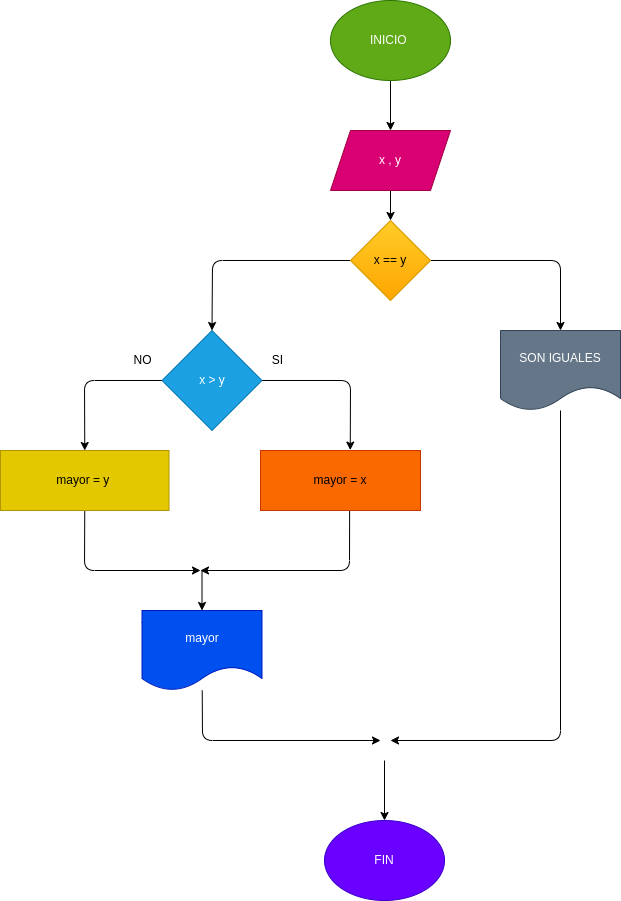 INICIO
x , y
x == y
SON IGUALES
NO
SI
x > y
mayor = y
mayor = x
mayor
FIN